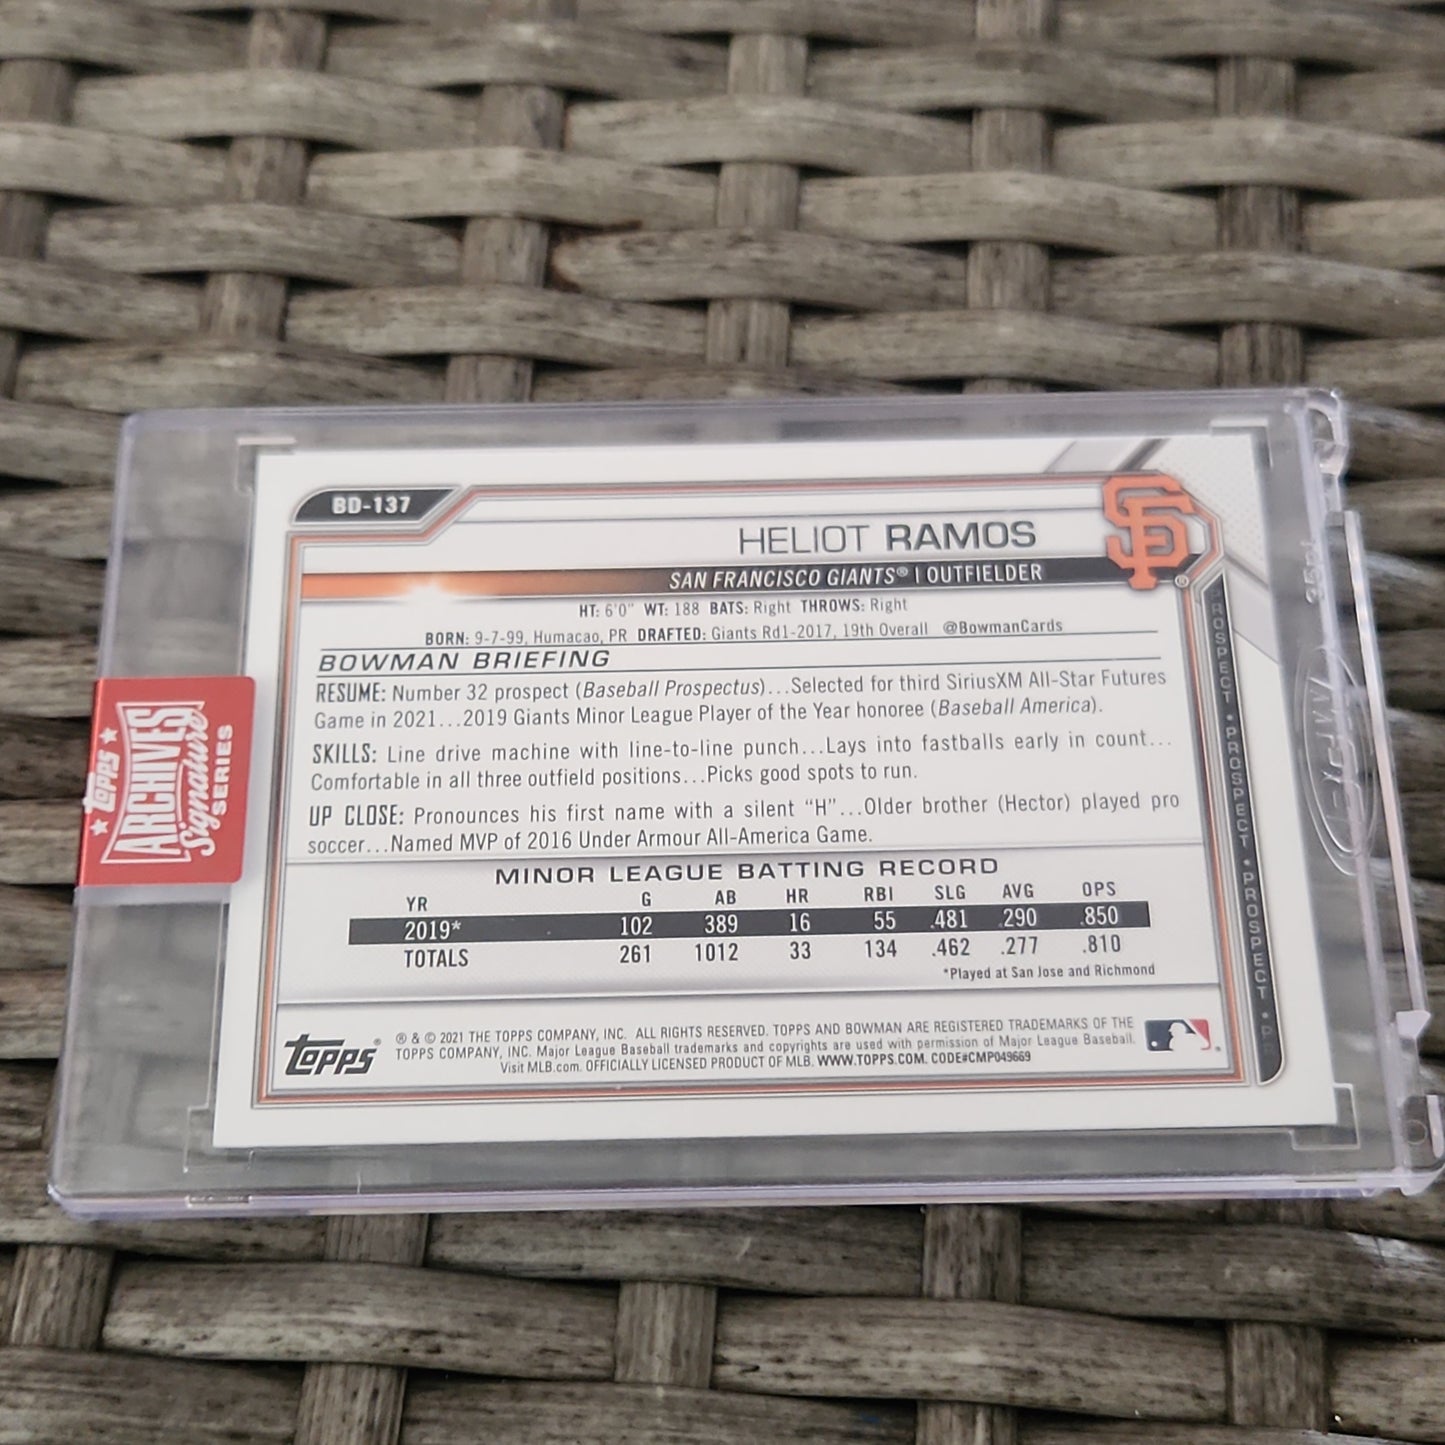 BD-137
HELIOT RAMOS
SF
SAN FRANCISCO GIANTS® | OUTFIELDER
HT: 6'0" WT: 188 BATS: Right THROWS: Right
BORN: 9-7-99, Humacao, PR DRAFTED: Giants Rd1-2017, 19th Overall @BowmanCards
BOWMAN BRIEFING
RESUME: Number 32 prospect (Baseball Prospectus)...Selected for third SiriusXM All-Star Futures
Game in 2021...2019 Giants Minor League Player of the Year honoree (Baseball America).
SKILLS: Line drive machine with line-to-line punch...Lays into fastballs early in count...
Comfortable in all three outfield positions...Picks good spots to run.
UP CLOSE: Pronounces his first name with a silent "H"...Older brother (Hector) played pro
soccer...Named MVP of 2016 Under Armour All-America Game.
MINOR LEAGUE BATTING RECORD
YR G AB HR RBI SLG AVG OPS
2019* 102 389 16 55 .481 .290 .850
TOTALS 261 1012 33 134 .462 .277 .810
*Played at San Jose and Richmond
Topps®
® & © 2021 THE TOPPS COMPANY, INC. ALL RIGHTS RESERVED. TOPPS AND BOWMAN ARE REGISTERED TRADEMARKS OF THE
TOPPS COMPANY, INC. Major League Baseball trademarks and copyrights are used with permission of Major League Baseball.
Visit MLB.com. OFFICIALLY LICENSED PRODUCT OF MLB. WWW.TOPPS.COM. CODE#CMP049669
PROSPECT • PROSPECT • PROSPECT • P
Topps
ARCHIVES
Signature
SERIES
35pt